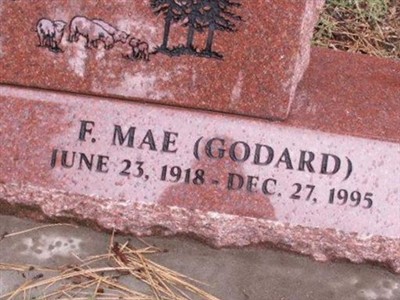 F. MAE (GODARD)
JUNE 23, 1918 - DEC. 27, 1995